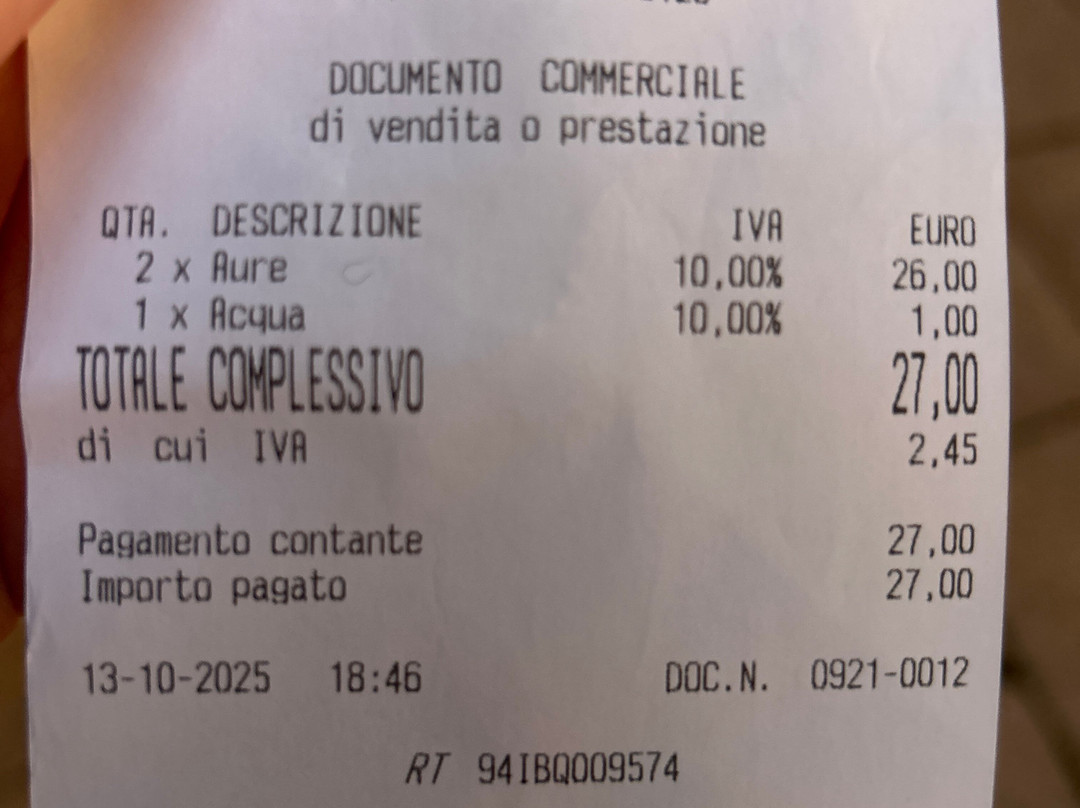 DOCUMENTO COMMERCIALE
di vendita o prestazione
QTA. DESCRIZIONE IVA EURO
2 x Aure 10,00% 26,00
1 x Acqua 10,00% 1,00
TOTALE COMPLESSIVO 27,00
di cui IVA 2,45
Pagamento contante 27,00
Importo pagato 27,00
13-10-2025 18:46 DOC.N. 0921-0012
RT 94IBQ009574